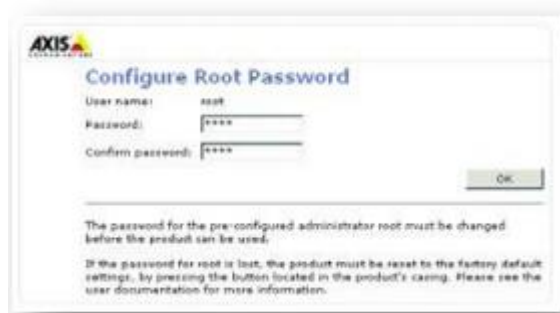 AXIS
COMMUNICATIONS
Configure Root Password
User name: root
Password: ****
Confirm password: ****
OK
The password for the pre-configured administrator root must be changed
before the product can be used.
If the password for root is lost, the product must be reset to the factory default
settings, by pressing the button located in the product's casing. Please see the
user documentation for more information.